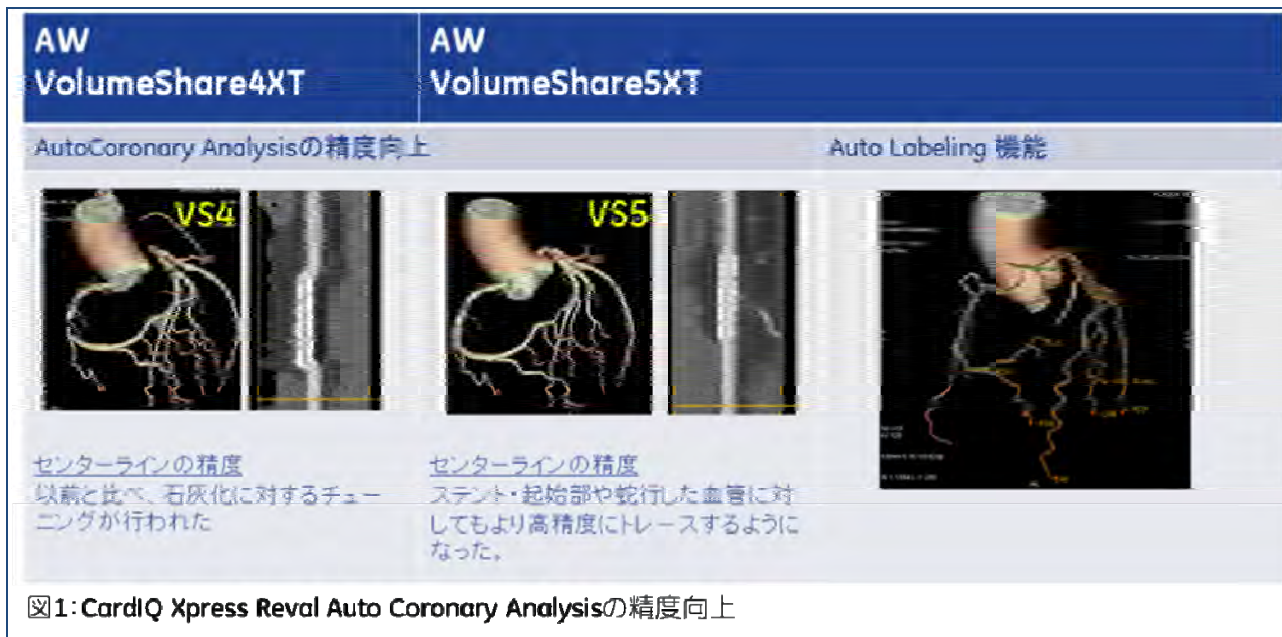 AW
VolumeShare4XT
AW
VolumeShare5XT
AutoCoronary Analysisの精度向上
Auto Labeling 機能
VS4
VS5
センターラインの精度
以前と比べ、石灰化に対するチュー
ニングが行われた
センターラインの精度
ステント・起始部や蛇行した血管に対
してもより高精度にトレースするように
なった。
図1：CardIQ Xpress Reval Auto Coronary Analysisの精度向上